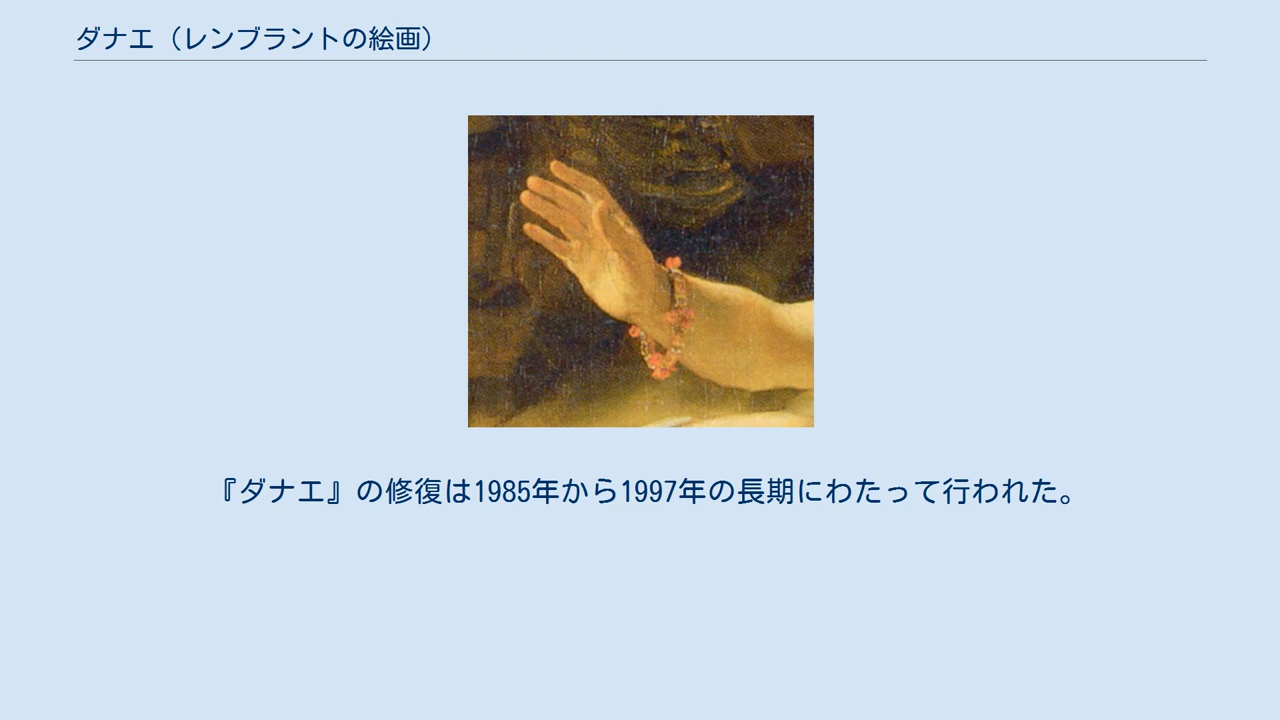 ダナエ（レンブラントの絵画）
『ダナエ』の修復は1985年から1997年の長期にわたって行われた。